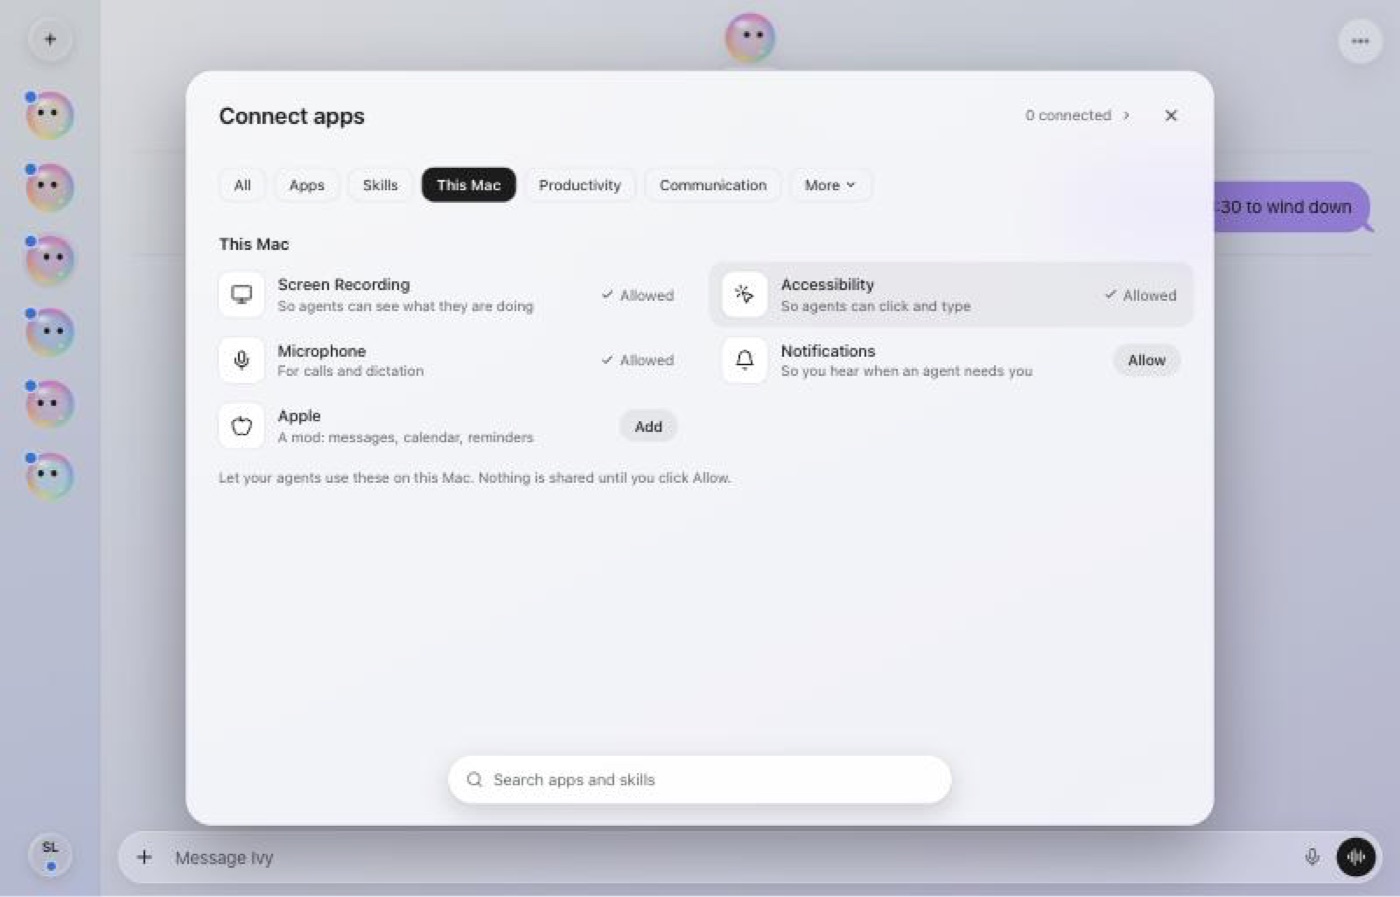 Connect apps
0 connected
All
Apps
Skills
This Mac
Productivity
Communication
More
:30 to wind down
This Mac
Screen Recording
So agents can see what they are doing
Allowed
Accessibility
So agents can click and type
Allowed
Microphone
For calls and dictation
Allowed
Notifications
So you hear when an agent needs you
Allow
Apple
A mod: messages, calendar, reminders
Add
Let your agents use these on this Mac. Nothing is shared until you click Allow.
Search apps and skills
SL
Message Ivy